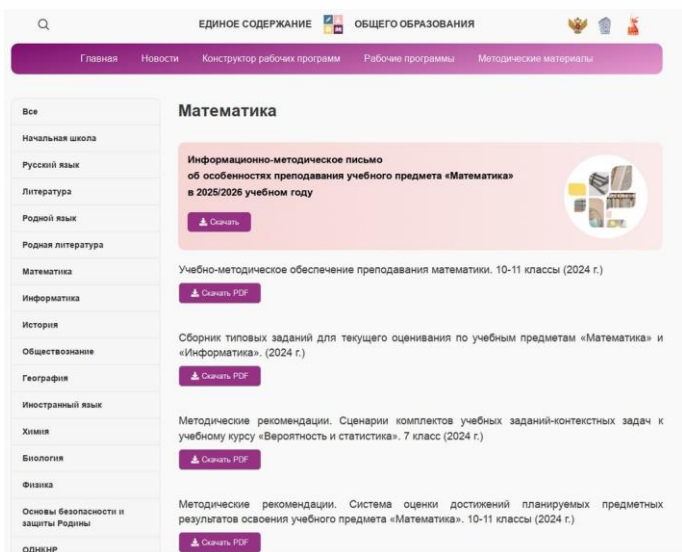 ЕДИНОЕ СОДЕРЖАНИЕ ОБЩЕГО ОБРАЗОВАНИЯ
Главная Новости Конструктор рабочих программ Рабочие программы Методические материалы
Все
Начальная школа
Русский язык
Литература
Родной язык
Родная литература
Математика
Информатика
История
Обществознание
География
Иностранный язык
Химия
Биология
Физика
Основы безопасности и
защиты Родины
ОДНКНР
Математика
Информационно-методическое письмо
об особенностях преподавания учебного предмета «Математика»
в 2025/2026 учебном году
Скачать
Учебно-методическое обеспечение преподавания математики. 10-11 классы (2024 г.)
Скачать PDF
Сборник типовых заданий для текущего оценивания по учебным предметам «Математика» и
«Информатика». (2024 г.)
Скачать PDF
Методические рекомендации. Сценарии комплектов учебных заданий-контекстных задач к
учебному курсу «Вероятность и статистика». 7 класс (2024 г.)
Скачать PDF
Методические рекомендации. Система оценки достижений планируемых предметных
результатов освоения учебного предмета «Математика». 10-11 классы (2024 г.)
Скачать PDF